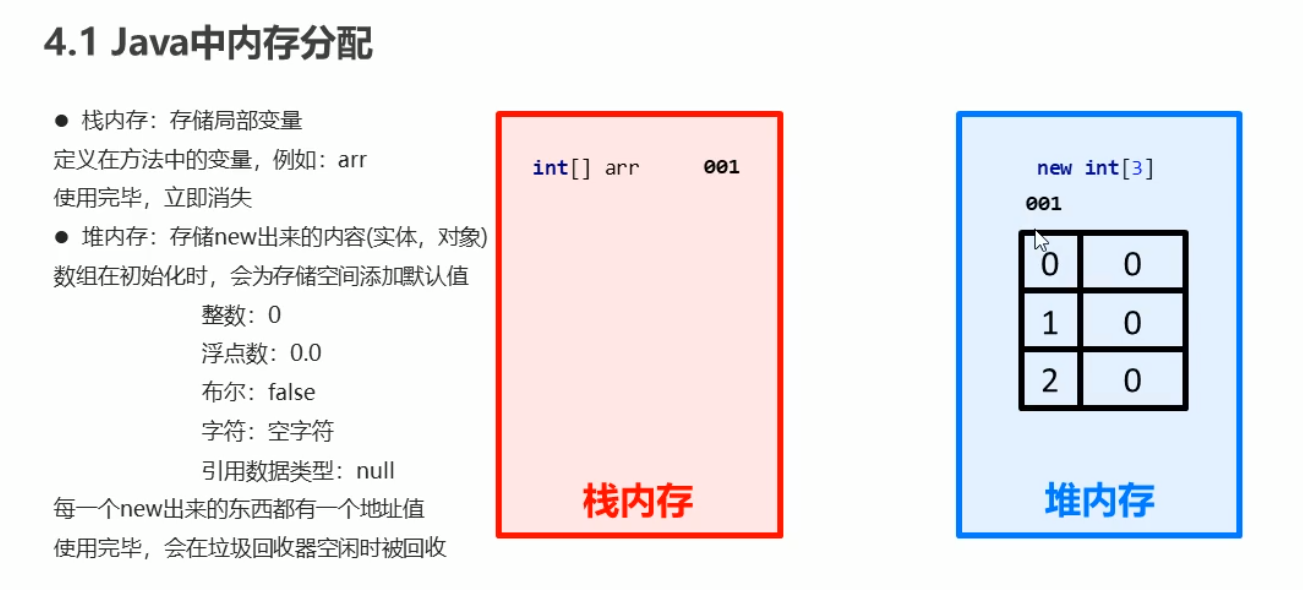 4.1 Java中内存分配
● 栈内存：存储局部变量
定义在方法中的变量，例如：arr
使用完毕，立即消失
● 堆内存：存储new出来的内容(实体，对象)
数组在初始化时，会为存储空间添加默认值
整数：0
浮点数：0.0
布尔：false
字符：空字符
引用数据类型：null
每一个new出来的东西都有一个地址值
使用完毕，会在垃圾回收器空闲时被回收
int[] arr 001
栈内存
new int[3]
001
0 0
1 0
2 0
堆内存